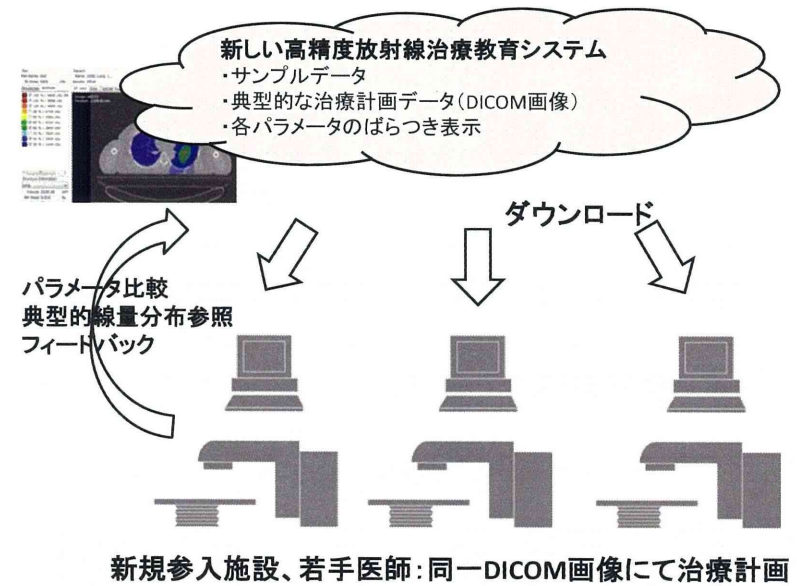 新しい高精度放射線治療教育システム
・サンプルデータ
・典型的な治療計画データ（DICOM画像）
・各パラメータのばらつき表示
ダウンロード
パラメータ比較
典型的線量分布参照
フィードバック
新規参入施設、若手医師：同一DICOM画像にて治療計画